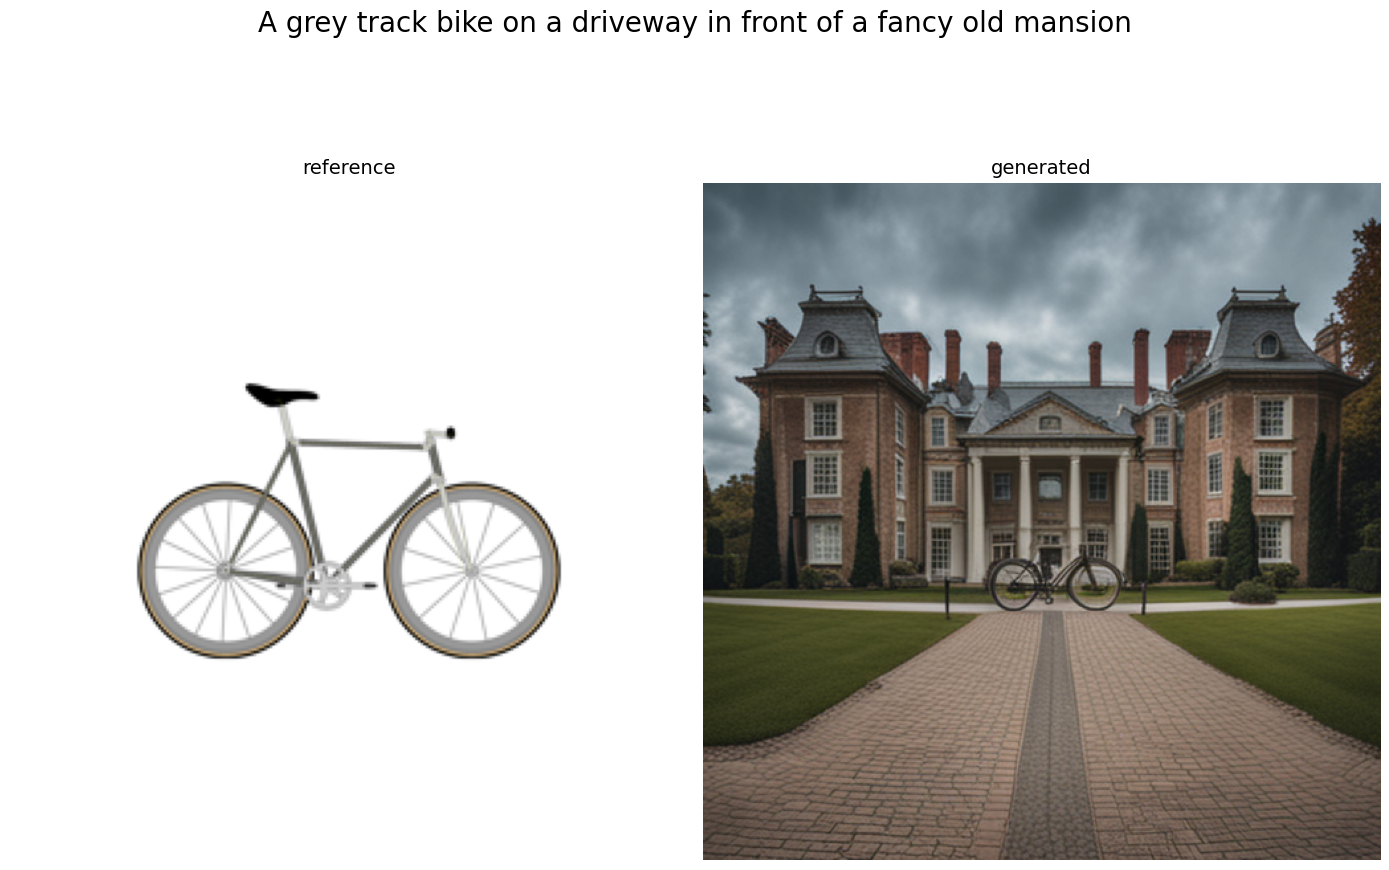 A grey track bike on a driveway in front of a fancy old mansion
reference
generated